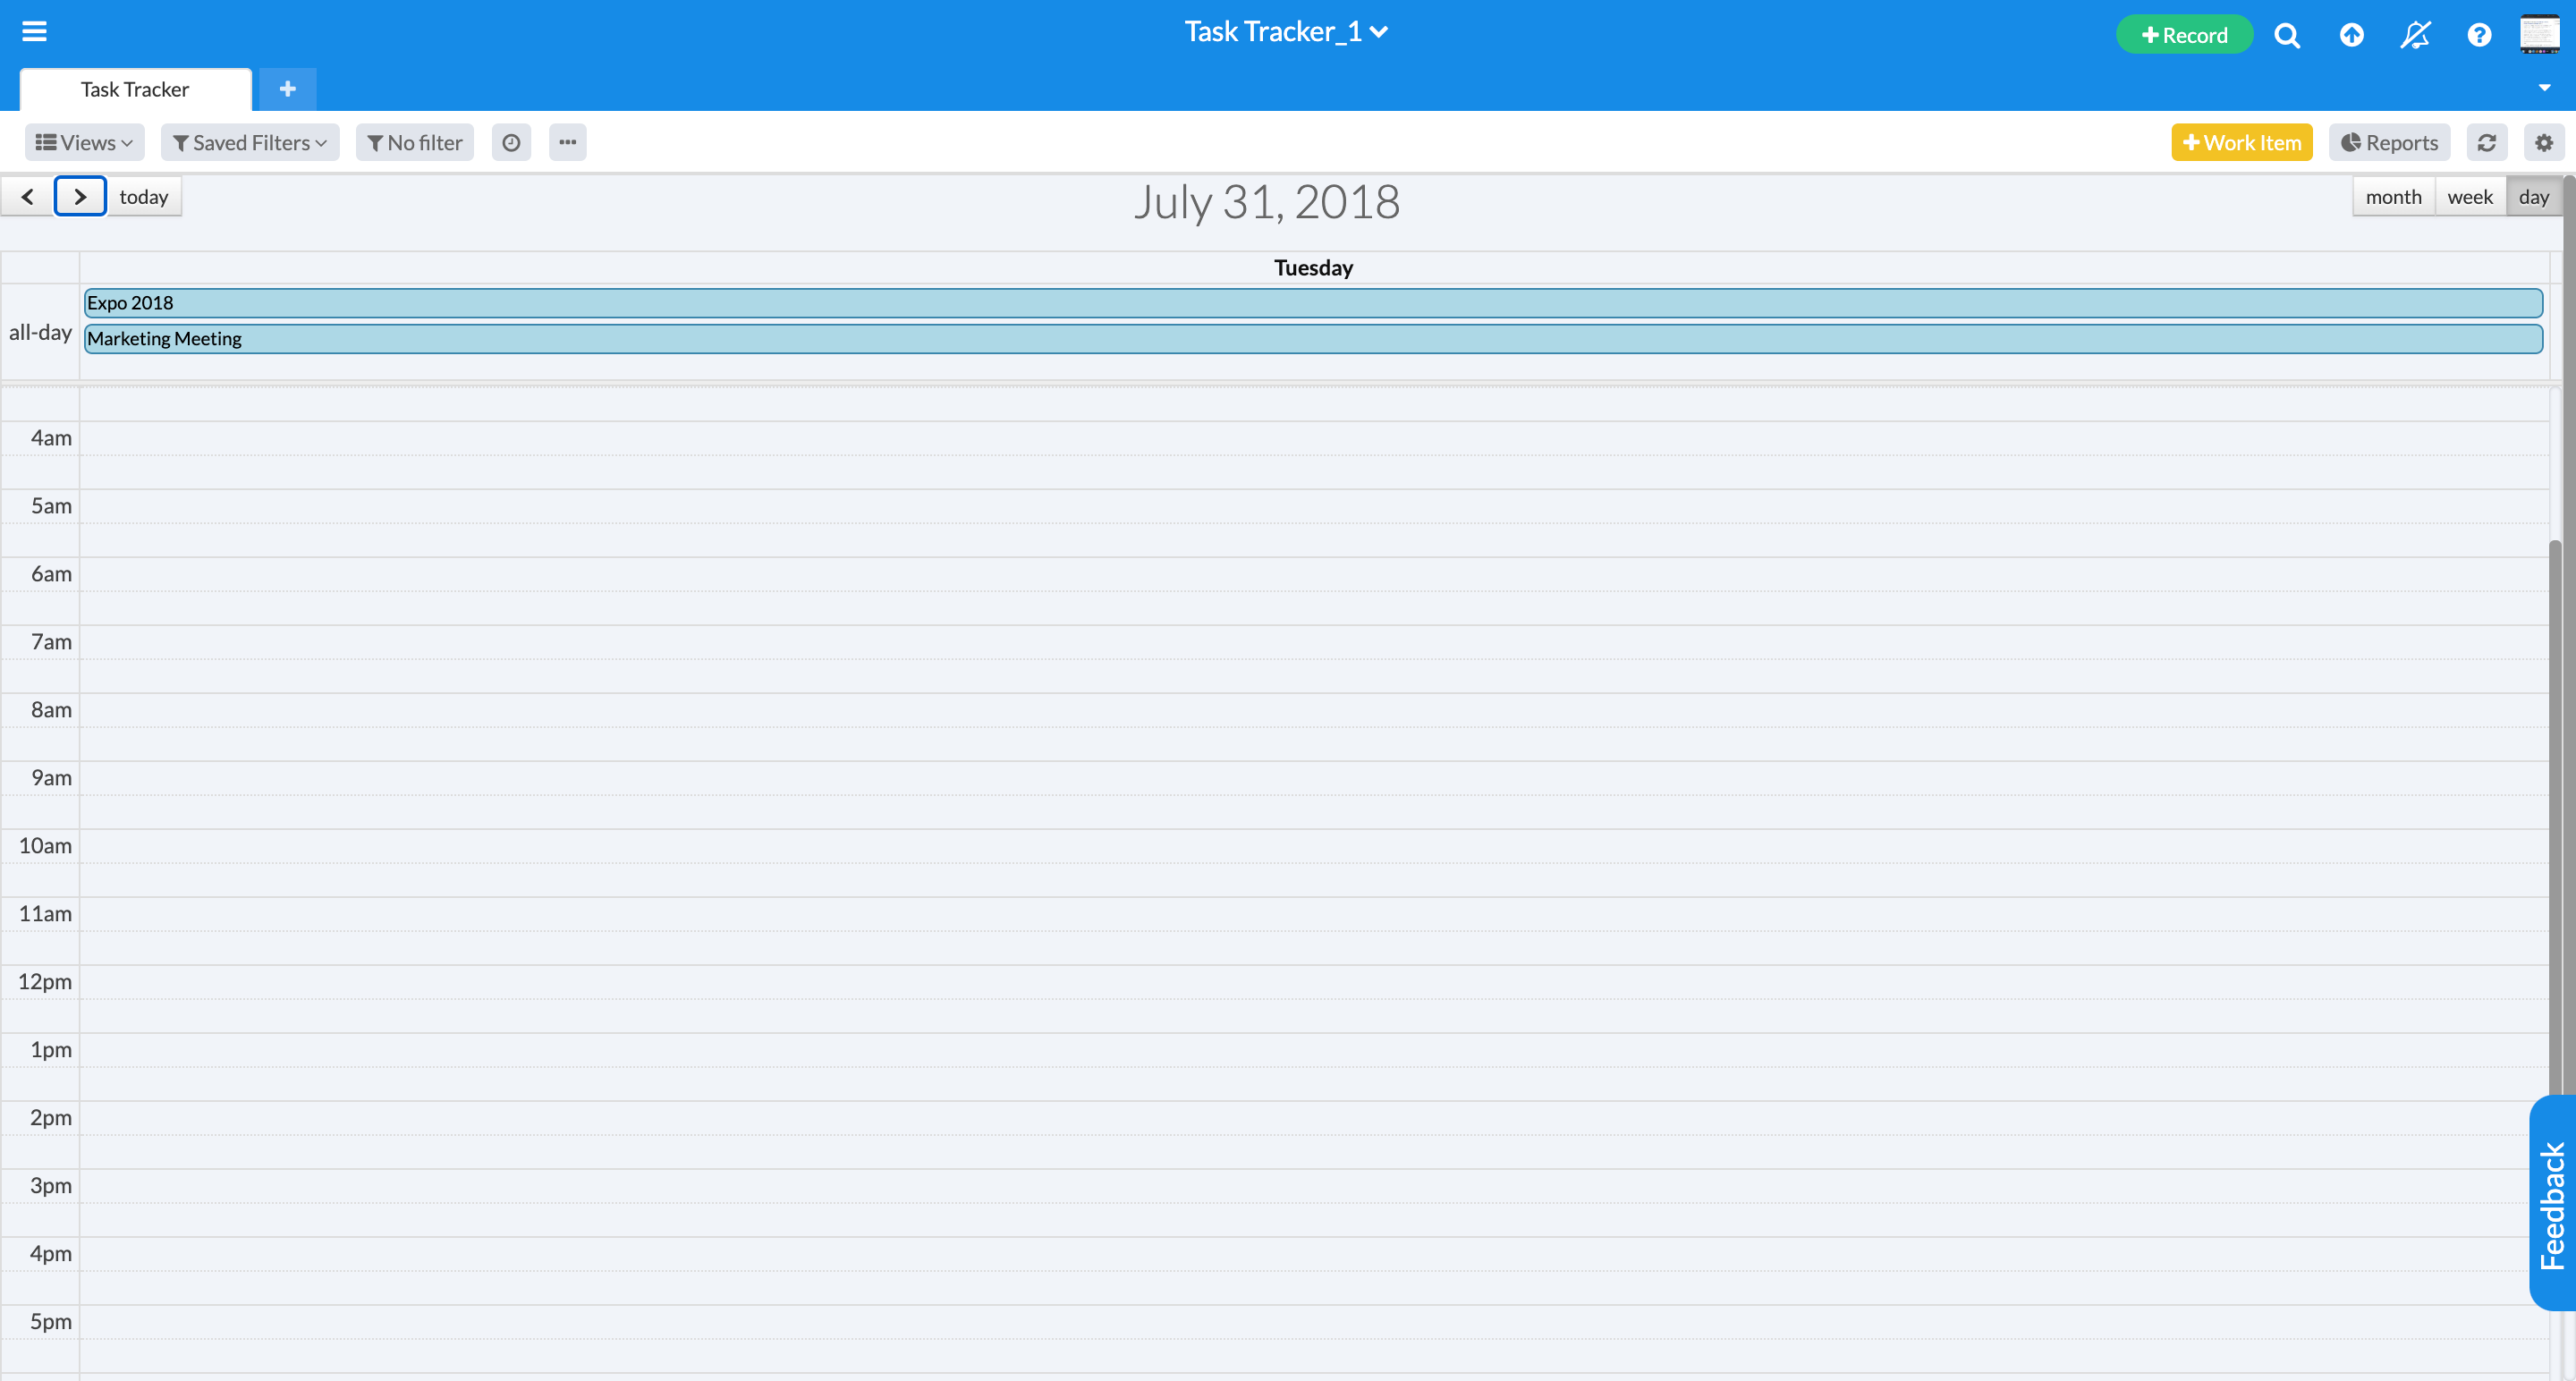 Task Tracker_1
Record
Task Tracker
Views
Saved Filters
No filter
Work Item
Reports
today
July 31, 2018
month
week
day
Tuesday
all-day
Expo 2018
Marketing Meeting
4am
5am
6am
7am
8am
9am
10am
11am
12pm
1pm
2pm
3pm
4pm
5pm
Feedback